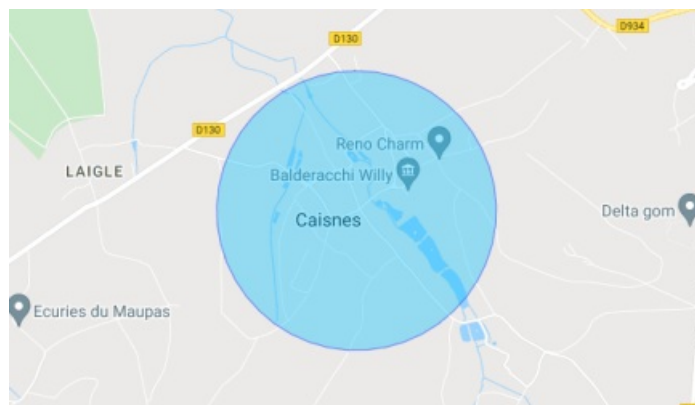 D934
D130
Reno Charm
D130
Balderacchi Willy
LAIGLE
Delta gom
Caisnes
Ecuries du Maupas